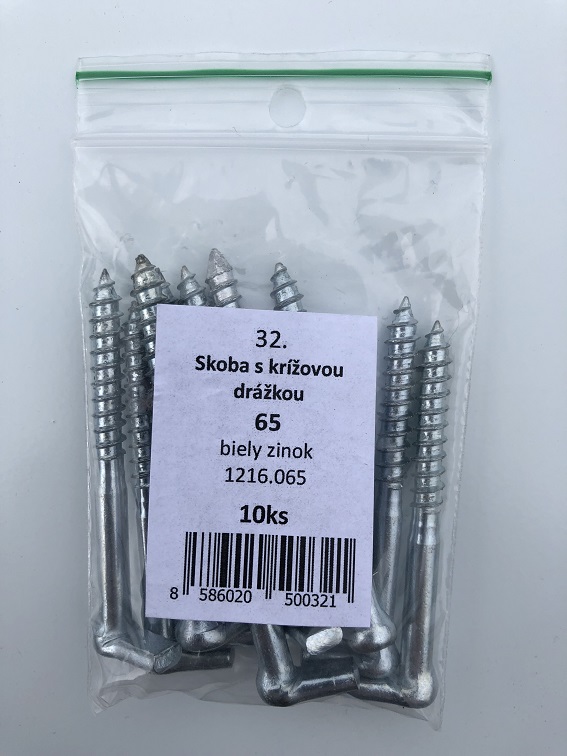 32.
Skoba s krížovou
drážkou
65
biely zinok
1216.065
10ks
8 586020 500321